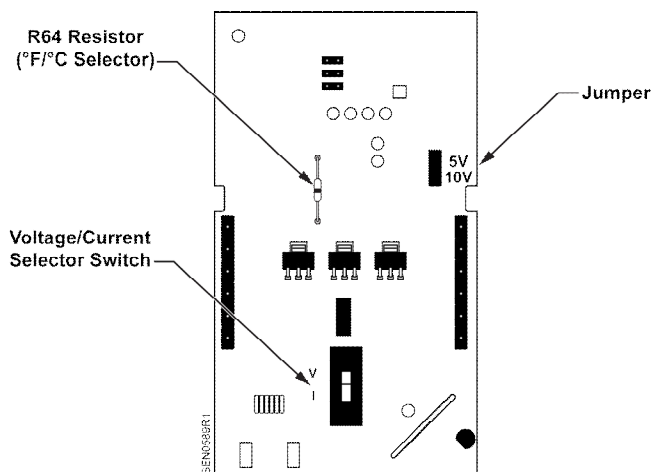 R64 Resistor
(°F/°C Selector)
Jumper
5V
10V
Voltage/Current
Selector Switch
V
I
SEN0589R1